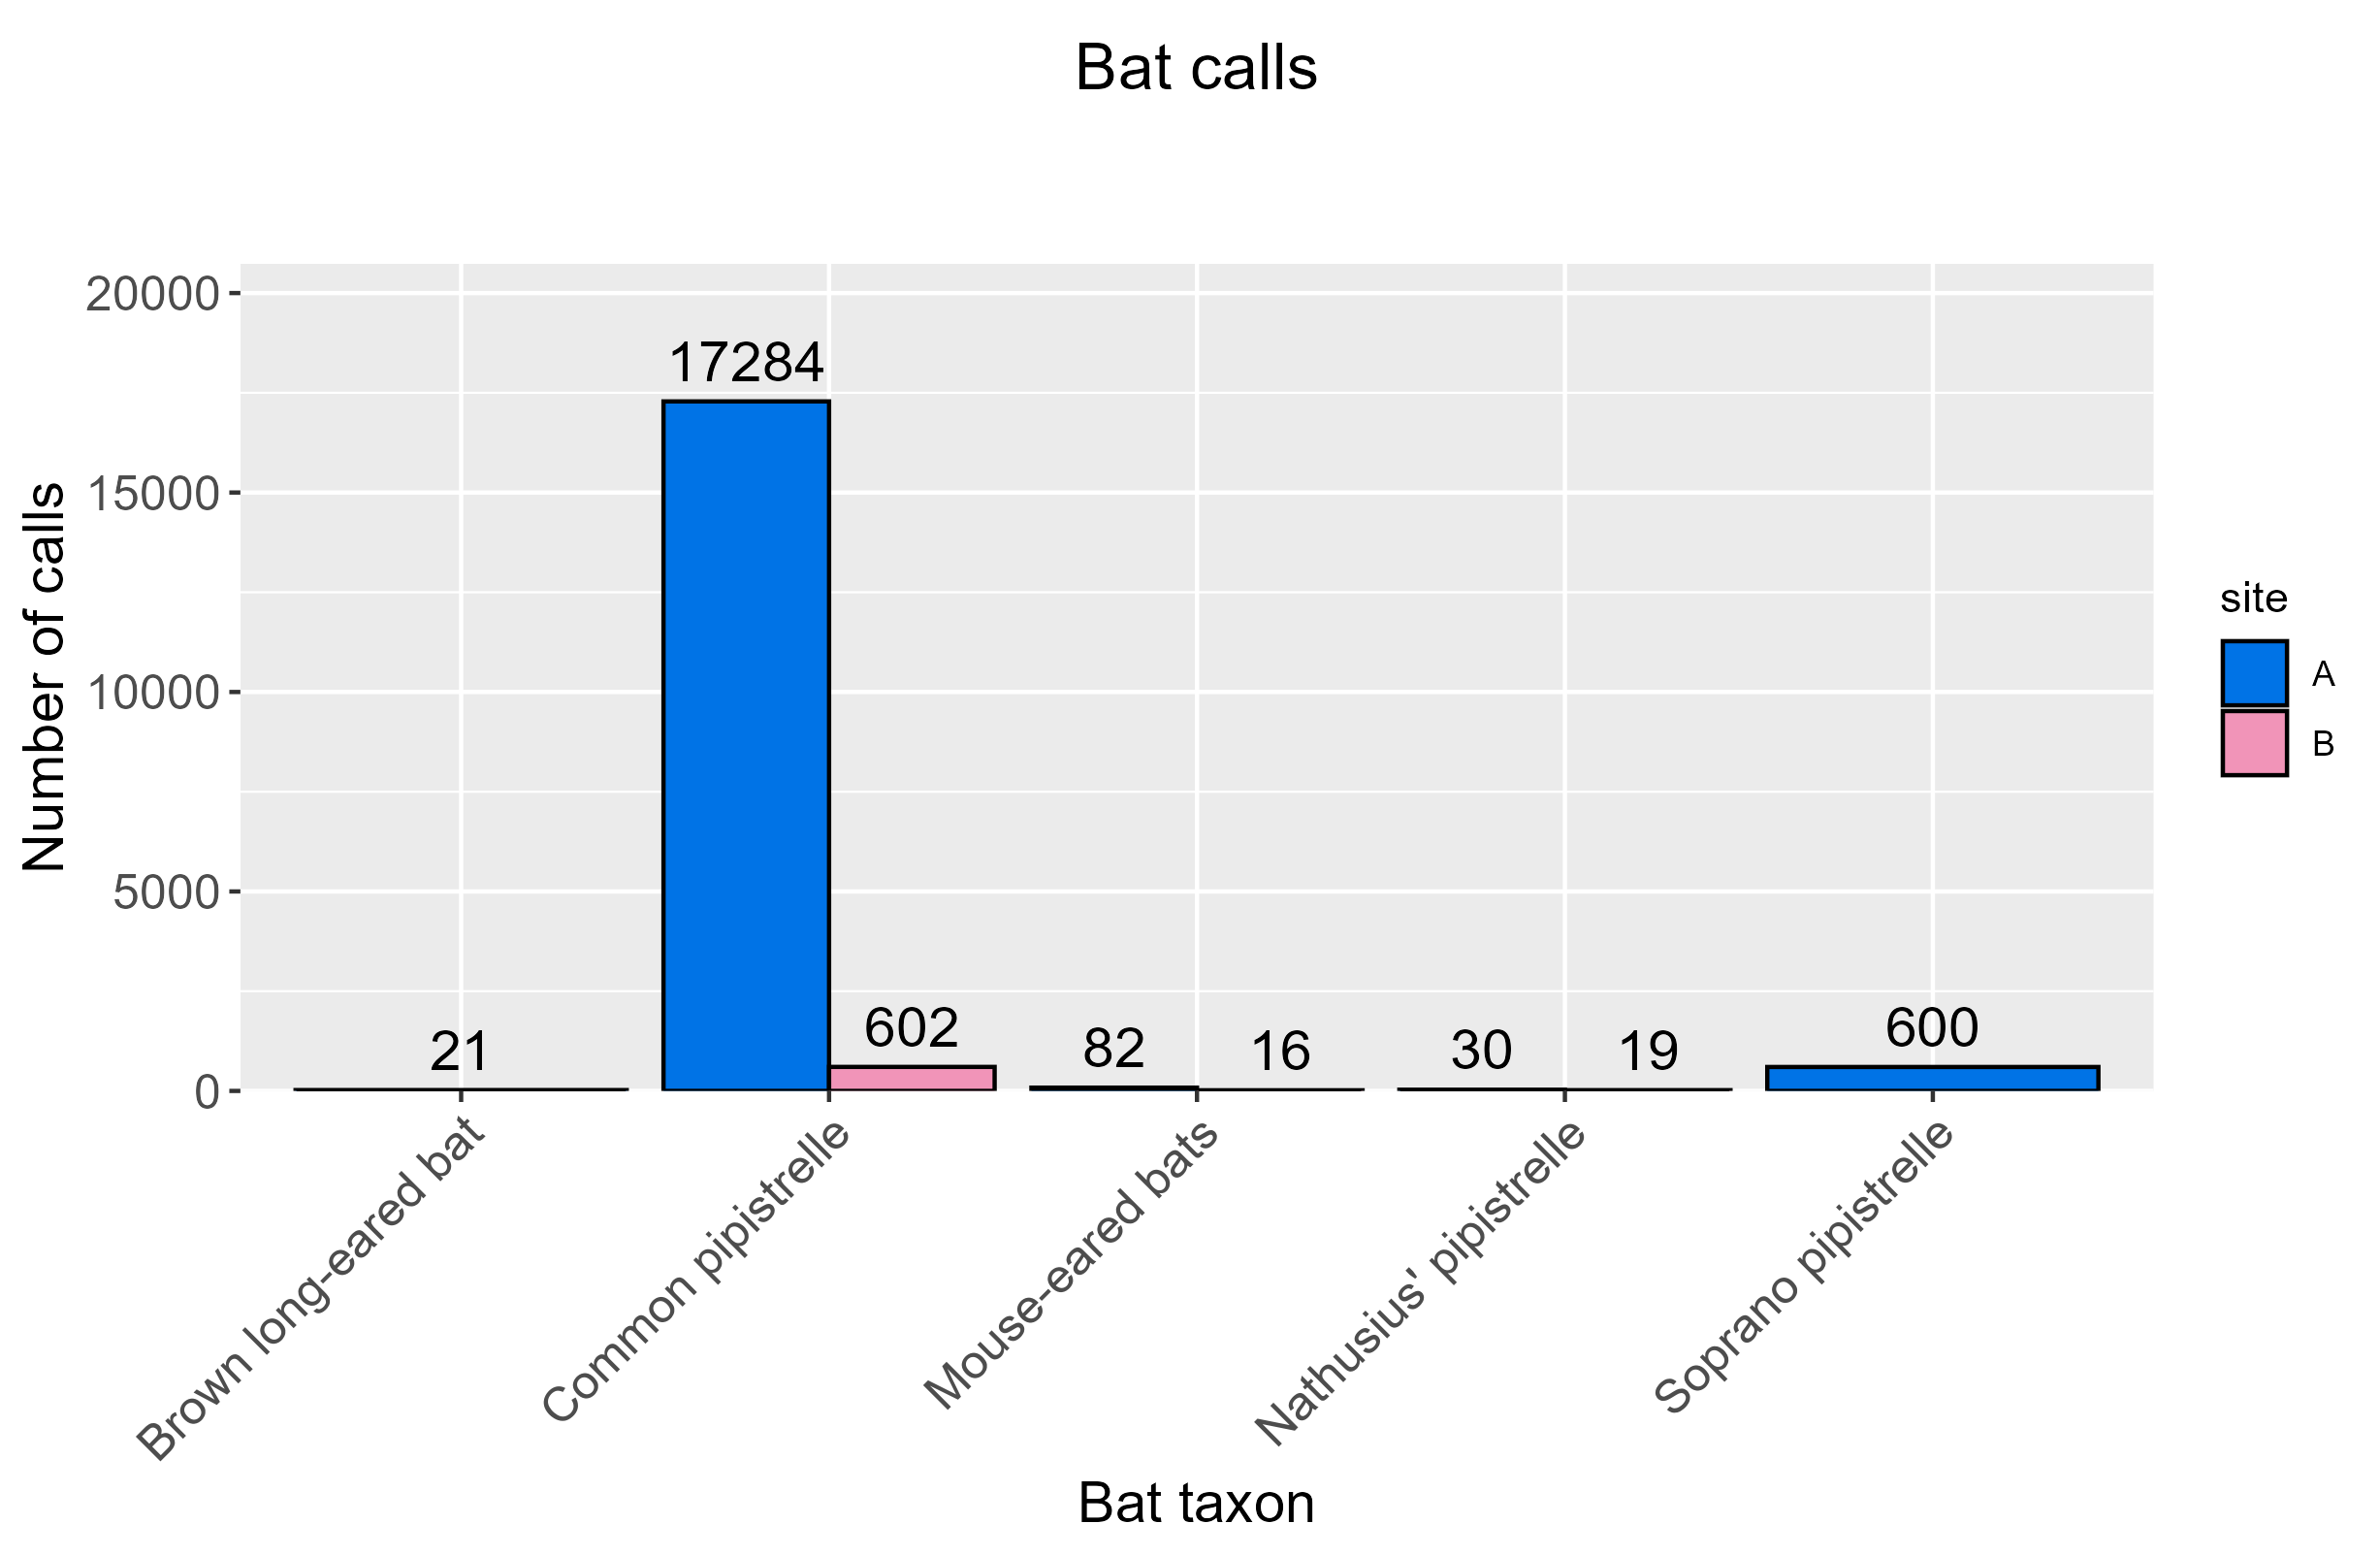 Bat calls
Number of calls
20000
15000
10000
5000
0
21
17284
602
82
16
30
19
600
Brown long-eared bat
Common pipistrelle
Mouse-eared bats
Nathusius' pipistrelle
Soprano pipistrelle
Bat taxon
site
A
B